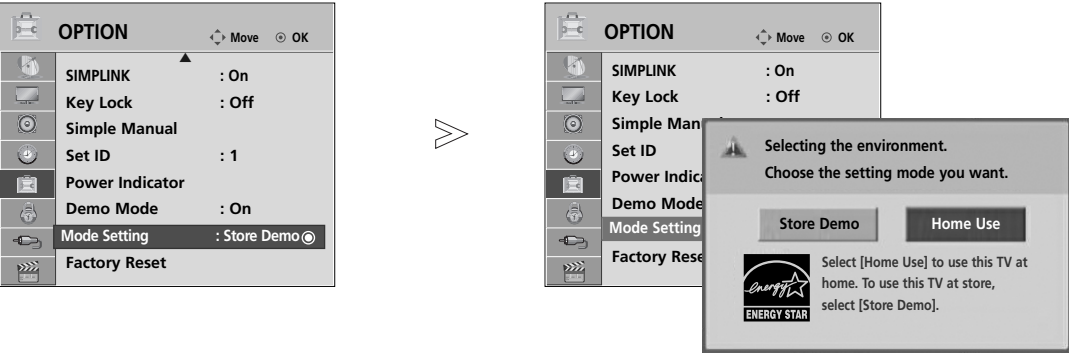 OPTION
Move OK
SIMPLINK : On
Key Lock : Off
Simple Manual
Set ID : 1
Power Indicator
Demo Mode : On
Mode Setting : Store Demo
Factory Reset
OPTION
Move OK
SIMPLINK : On
Key Lock : Off
Simple Man
Set ID
Power Indica
Demo Mode
Mode Setting
Factory Rese
Selecting the environment.
Choose the setting mode you want.
Store Demo Home Use
energy
ENERGY STAR
Select [Home Use] to use this TV at
home. To use this TV at store,
select [Store Demo].